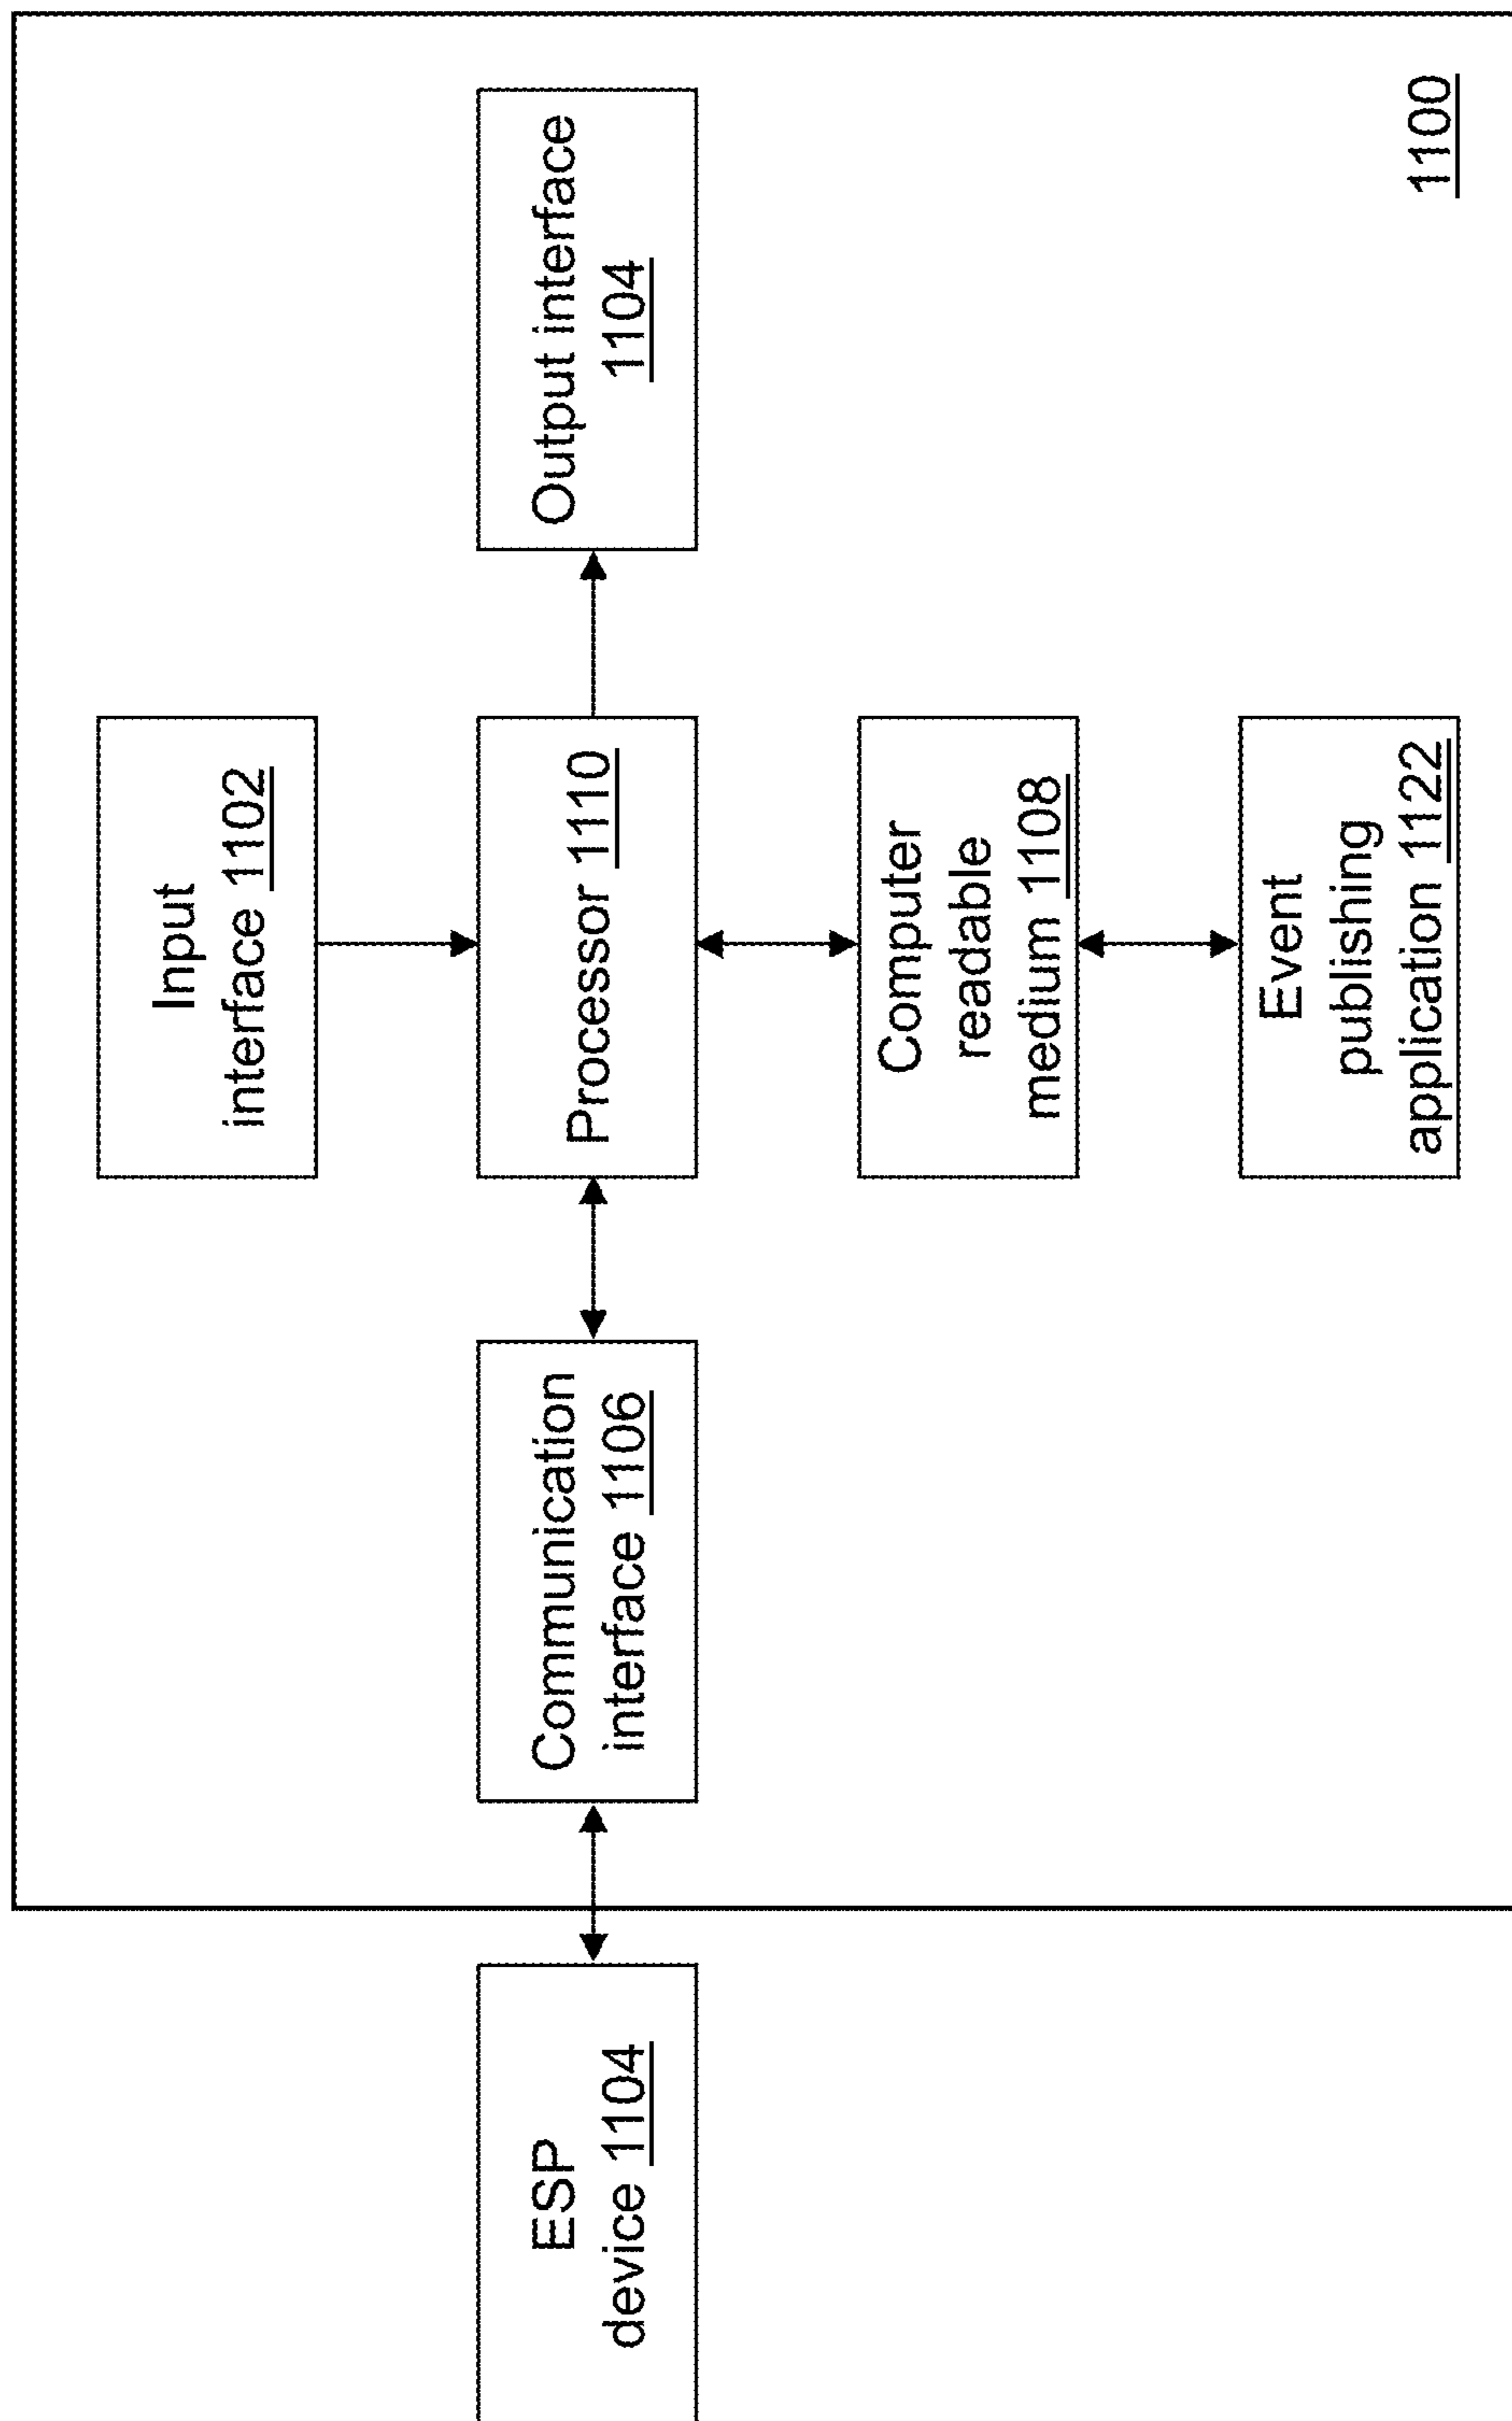 Input
interface 1102
ESP
device 1104
Communication
interface 1106
Processor 1110
Output interface
1104
Computer
readable
medium 1108
Event
publishing
application 1122
1100